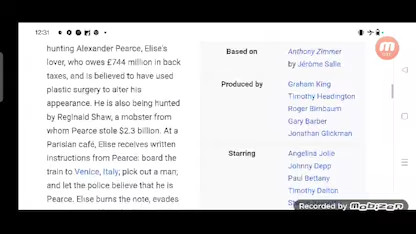 12:31
hunting Alexander Pearce, Elise's
lover, who owes £744 million in back
taxes, and is believed to have used
plastic surgery to alter his
appearance. He is also being hunted
by Reginald Shaw, a mobster from
whom Pearce stole $2.3 billion. At a
Parisian café, Elise receives written
instructions from Pearce: board the
train to Venice, Italy; pick out a man;
and let the police believe that he is
Pearce. Elise burns the note, evades
Based on
Anthony Zimmer
by Jérôme Salle
Produced by
Graham King
Timothy Headington
Roger Birnbaum
Gary Barber
Jonathan Glickman
Starring
Angelina Jolie
Johnny Depp
Paul Bettany
Timothy Dalton
Recorded by Mobizen